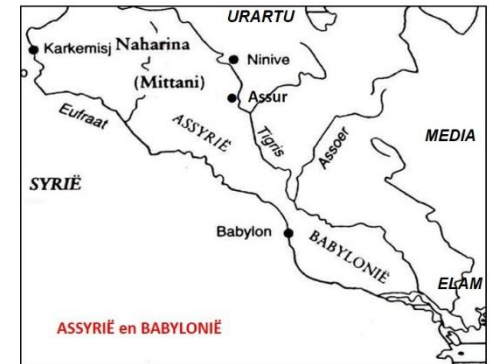 URARTU
Karkemisj
Naharina
(Mittani)
Ninive
Assur
Eufraat
ASSYRIË
Tigris
Assoer
MEDIA
SYRIË
Babylon
BABYLONIË
ELAM
ASSYRIË en BABYLONIË